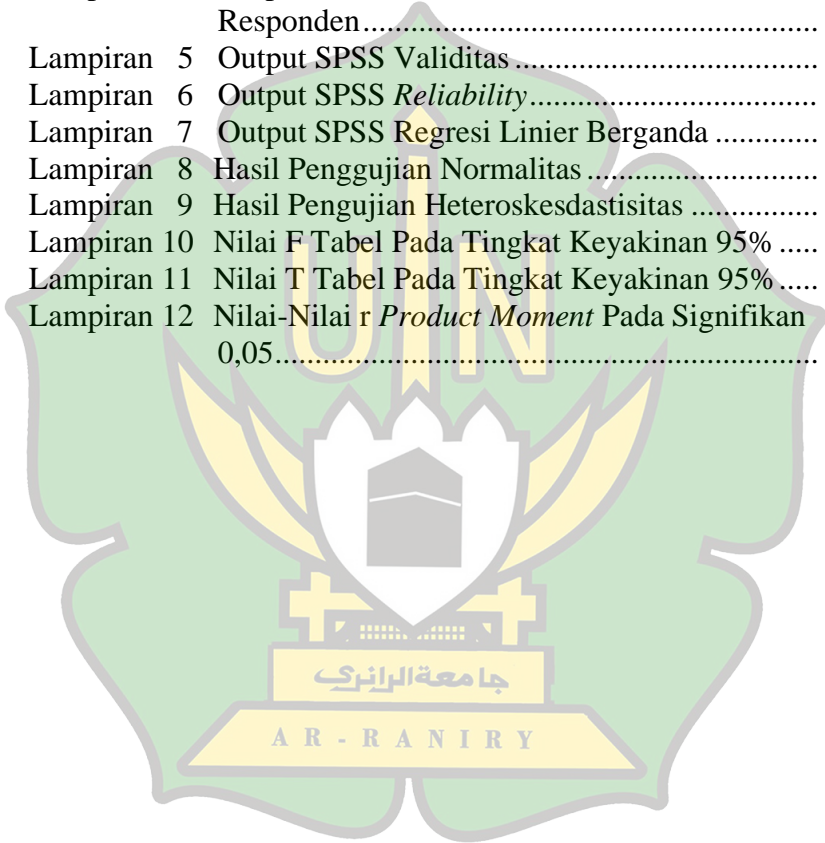 Responden.......................................................
Lampiran 5 Output SPSS Validitas.....................................
Lampiran 6 Output SPSS Reliability...................................
Lampiran 7 Output SPSS Regresi Linier Berganda .............
Lampiran 8 Hasil Penggujian Normalitas ............................
Lampiran 9 Hasil Pengujian Heteroskesdastisitas ...............
Lampiran 10 Nilai F Tabel Pada Tingkat Keyakinan 95% .....
Lampiran 11 Nilai T Tabel Pada Tingkat Keyakinan 95%.....
Lampiran 12 Nilai-Nilai r Product Moment Pada Signifikan
0,05..................................................................
UIN
جامعةالرانري
AR-RANIRY